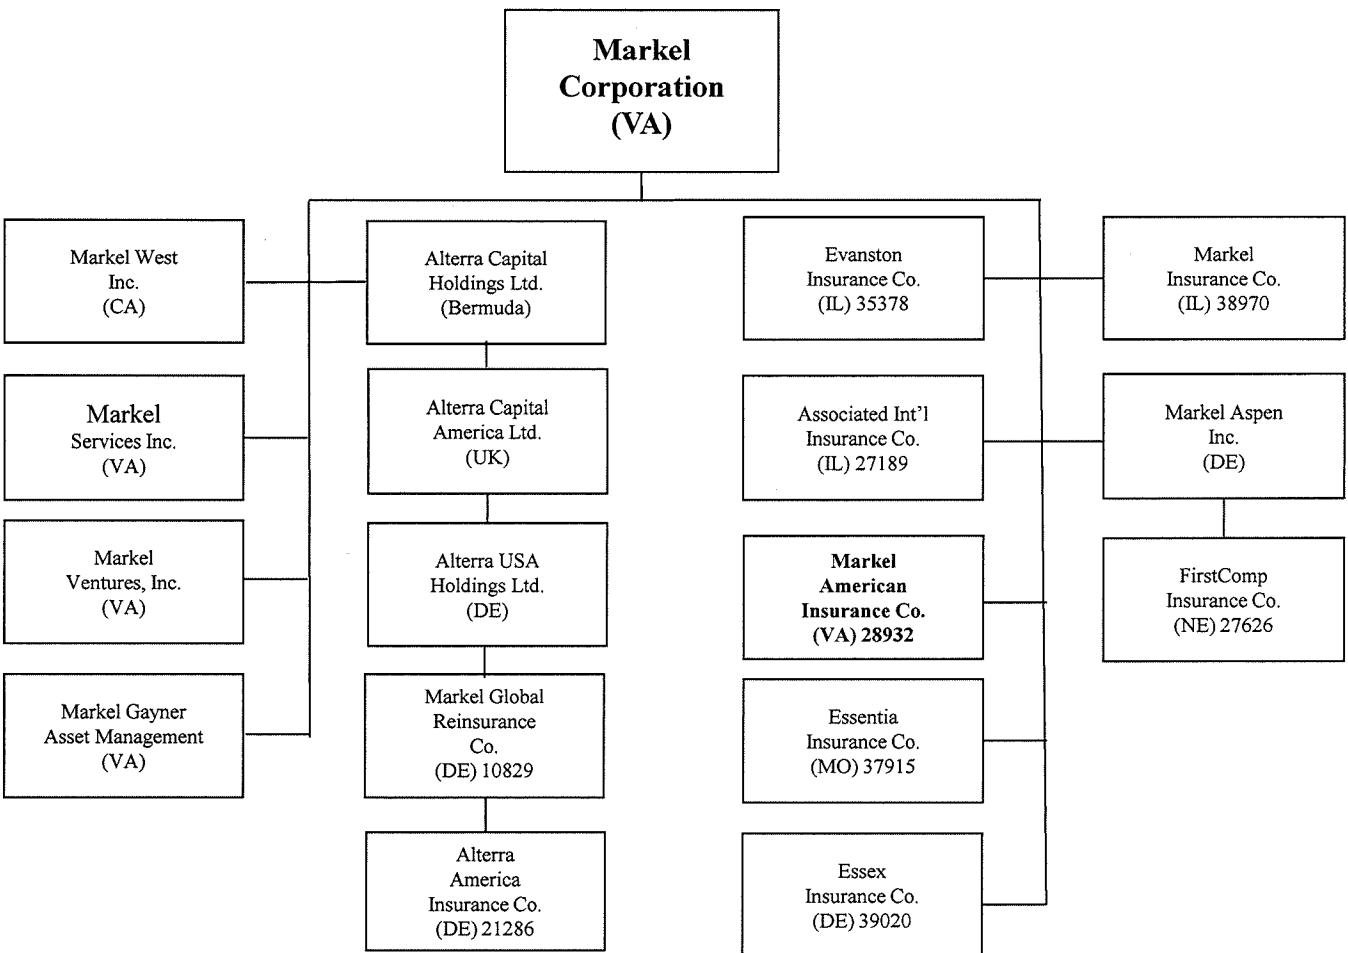 Markel
Corporation
(VA)
Markel West
Inc.
(CA)
Alterra Capital
Holdings Ltd.
(Bermuda)
Evanston
Insurance Co.
(IL) 35378
Markel
Insurance Co.
(IL) 38970
Markel
Services Inc.
(VA)
Alterra Capital
America Ltd.
(UK)
Associated Int'l
Insurance Co.
(IL) 27189
Markel Aspen
Inc.
(DE)
Markel
Ventures, Inc.
(VA)
Alterra USA
Holdings Ltd.
(DE)
Markel
American
Insurance Co.
(VA) 28932
FirstComp
Insurance Co.
(NE) 27626
Markel Gayner
Asset Management
(VA)
Markel Global
Reinsurance
Co.
(DE) 10829
Essentia
Insurance Co.
(MO) 37915
Alterra
America
Insurance Co.
(DE) 21286
Essex
Insurance Co.
(DE) 39020